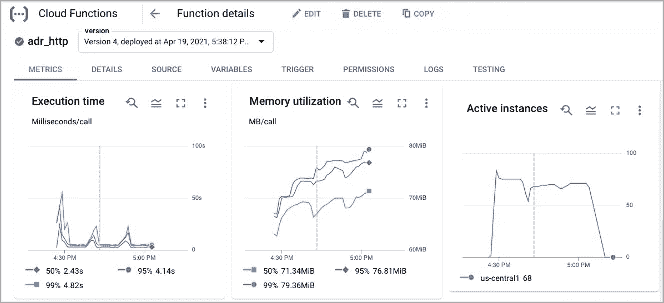 Cloud Functions
Function details
EDIT
DELETE
COPY
adr_http
Version
Version 4, deployed at Apr 19, 2021, 5:38:12 P...
METRICS
DETAILS
SOURCE
VARIABLES
TRIGGER
PERMISSIONS
LOGS
TESTING
Execution time
Milliseconds/call
100s
50s
0
4:30 PM
5:00 PM
50% 2.43s
95% 4.14s
99% 4.82s
Memory utilization
MB/call
80MiB
70MiB
60MiB
4:30 PM
5:00 PM
50% 71.34MiB
95% 76.81MiB
99% 79.36MiB
Active instances
100
50
0
4:30 PM
5:00 PM
us-central1 68